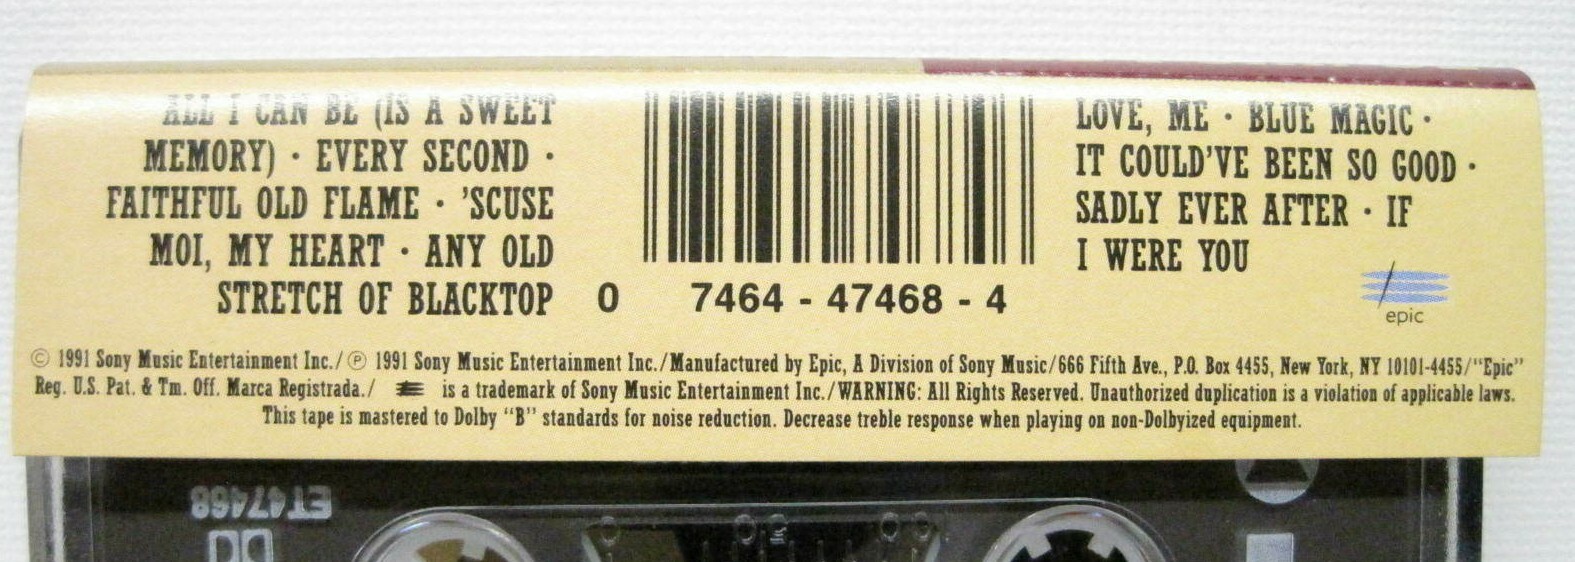 ALL I CAN BE (IS A SWEET
MEMORY) · EVERY SECOND ·
FAITHFUL OLD FLAME · 'SCUSE
MOI, MY HEART · ANY OLD
STRETCH OF BLACKTOP
0 7464 - 47468 - 4
LOVE, ME · BLUE MAGIC ·
IT COULD'VE BEEN SO GOOD ·
SADLY EVER AFTER · IF
I WERE YOU
epic
© 1991 Sony Music Entertainment Inc./℗ 1991 Sony Music Entertainment Inc./Manufactured by Epic, A Division of Sony Music/666 Fifth Ave., P.O. Box 4455, New York, NY 10101-4455/"Epic"
Reg. U.S. Pat. & Tm. Off. Marca Registrada./ is a trademark of Sony Music Entertainment Inc./WARNING: All Rights Reserved. Unauthorized duplication is a violation of applicable laws.
This tape is mastered to Dolby "B" standards for noise reduction. Decrease treble response when playing on non-Dolbyized equipment.
ET47468